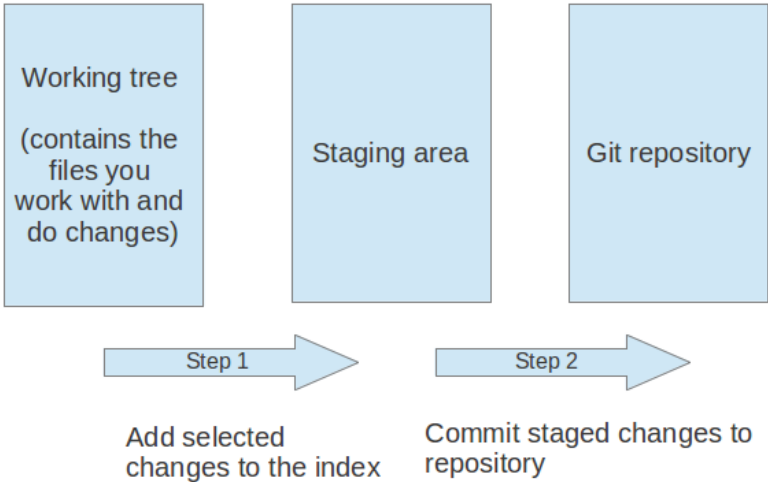 Working tree
(contains the
files you
work with and
do changes)
Staging area
Git repository
Step 1
Step 2
Add selected
changes to the index
Commit staged changes to
repository